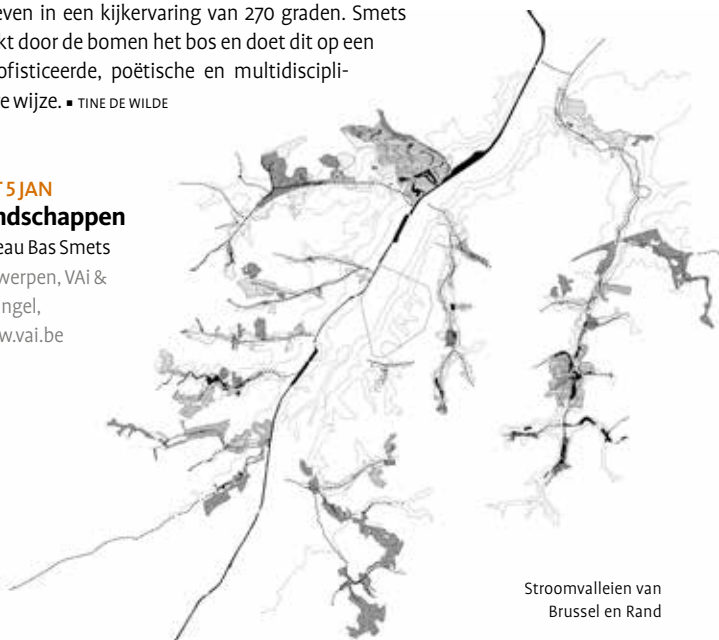 even in een kijkervaring van 270 graden. Smets
kt door de bomen het bos en doet dit op een
ofisticeerde, poëtische en multidiscipli-
e wijze. ▪ TINE DE WILDE
T 5 JAN
ndschappen
eau Bas Smets
werpen, VAi &
ngel,
w.vai.be
Stroomvalleien van
Brussel en Rand